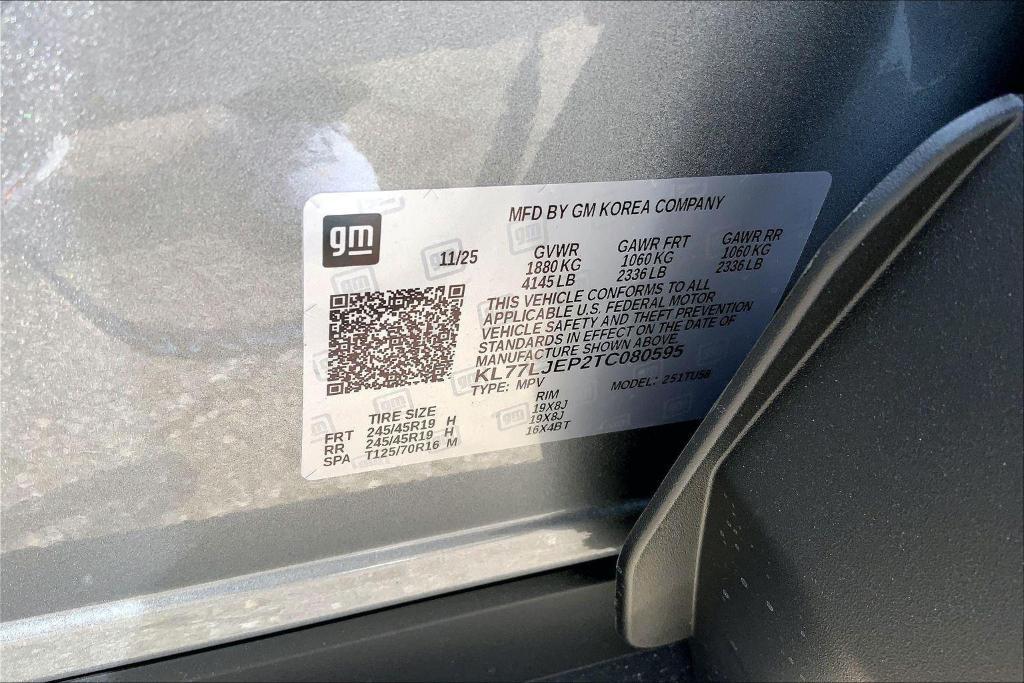 gm
MFD BY GM KOREA COMPANY
11/25
GVWR GAWR FRT GAWR RR
1880 KG 1060 KG 1060 KG
4145 LB 2336 LB 2336 LB
THIS VEHICLE CONFORMS TO ALL
APPLICABLE U.S. FEDERAL MOTOR
VEHICLE SAFETY AND THEFT PREVENTION
STANDARDS IN EFFECT ON THE DATE OF
MANUFACTURE SHOWN ABOVE.
KL77LJEP2TC080595
TYPE: MPV MODEL: 251TU58
TIRE SIZE RIM
FRT 245/45R19 H 19X8J
RR 245/45R19 H 19X8J
SPA T125/70R16 M 16X4BT